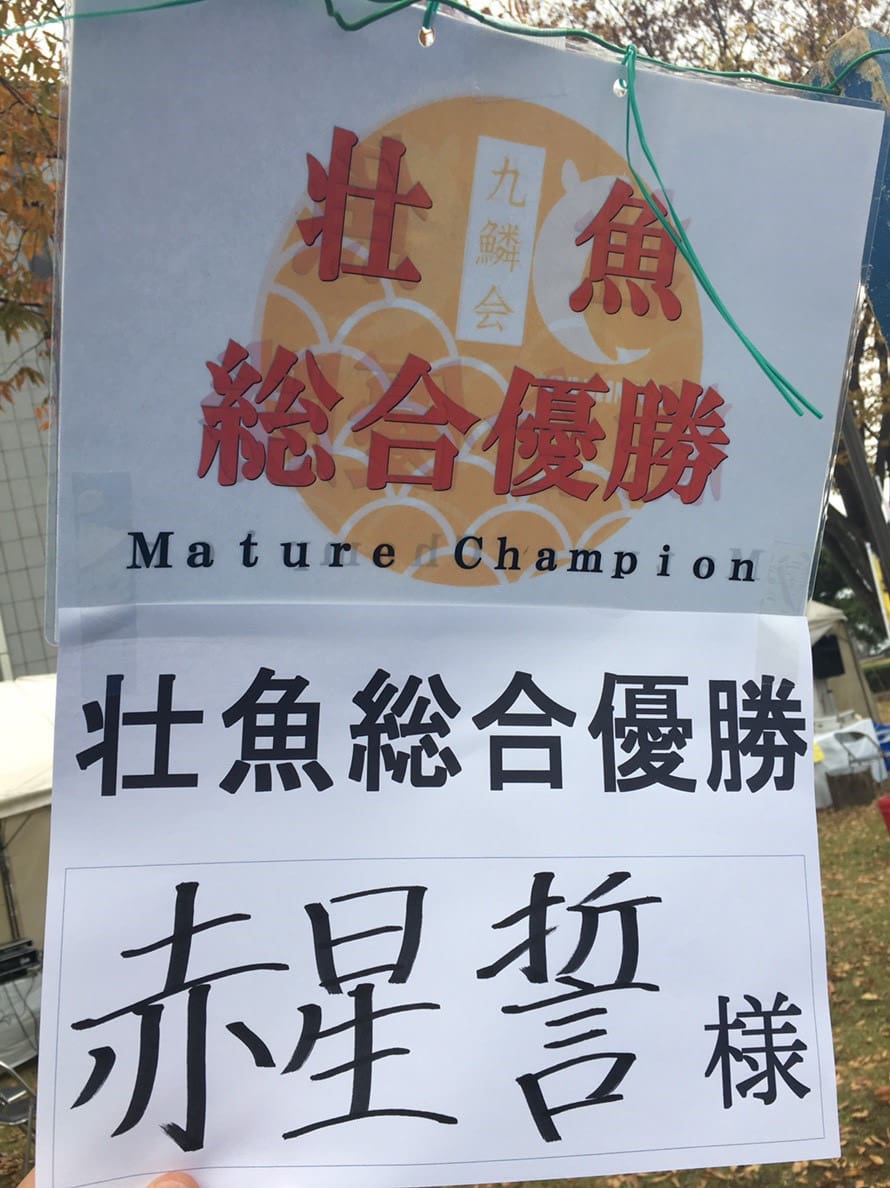 九鱗会
壮魚
総合優勝
Mature Champion
壮魚総合優勝
赤星誓様